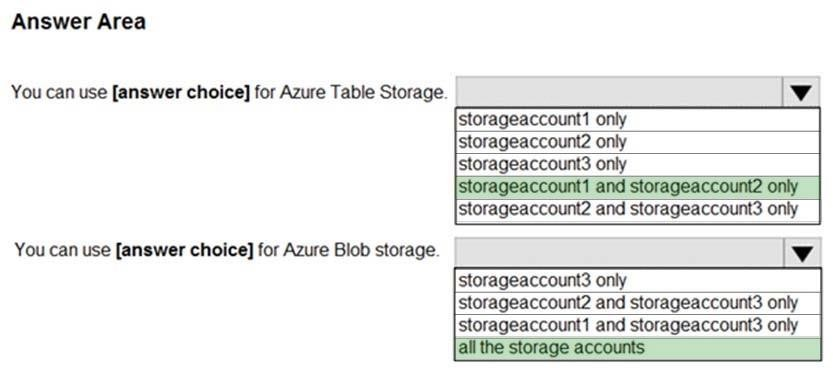 Answer Area
You can use [answer choice] for Azure Table Storage.
storageaccount1 only
storageaccount2 only
storageaccount3 only
storageaccount1 and storageaccount2 only
storageaccount2 and storageaccount3 only
You can use [answer choice] for Azure Blob storage.
storageaccount3 only
storageaccount2 and storageaccount3 only
storageaccount1 and storageaccount3 only
all the storage accounts